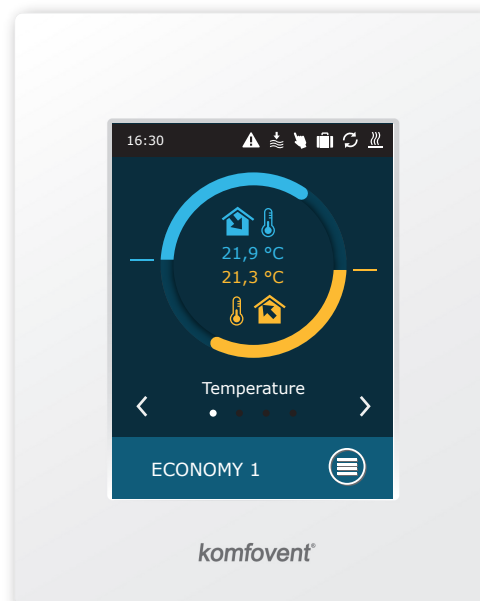 16:30
21,9 °C
21,3 °C
Temperature
ECONOMY 1
komfovent®